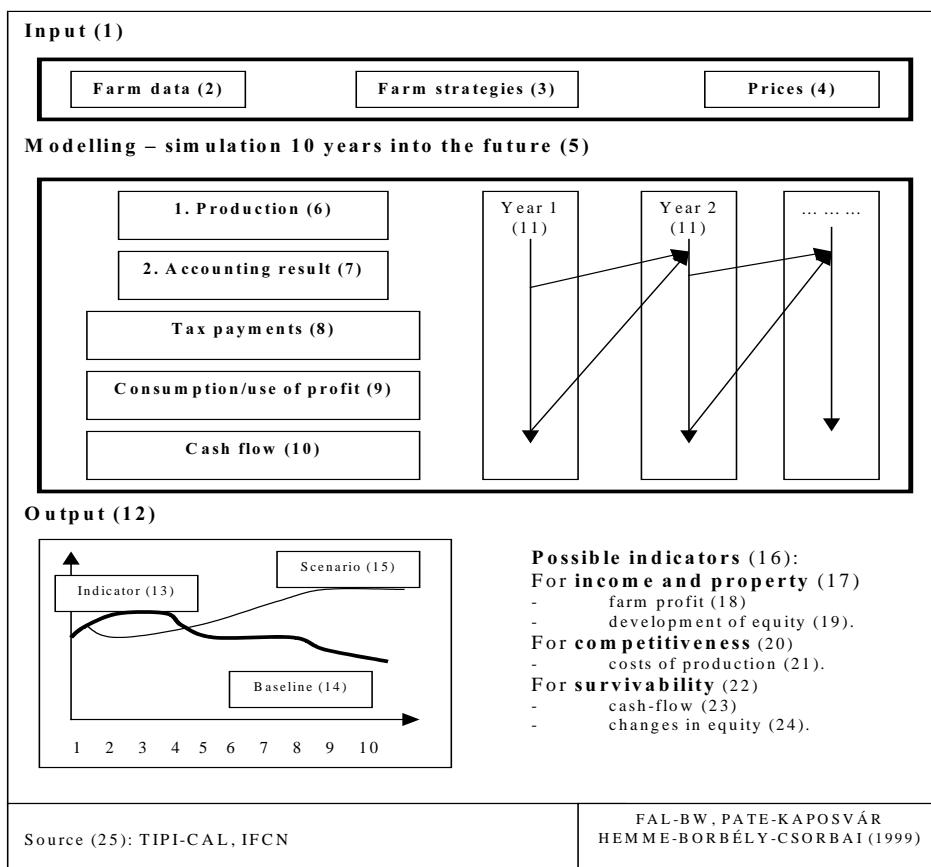 Input (1)
Farm data (2)
Farm strategies (3)
Prices (4)
Modelling – simulation 10 years into the future (5)
1. Production (6)
2. Accounting result (7)
Tax payments (8)
Consumption/use of profit (9)
Cash flow (10)
Year 1
(11)
Year 2
(11)
… … …
Output (12)
Indicator (13)
Scenario (15)
Baseline (14)
1 2 3 4 5 6 7 8 9 10
Possible indicators (16):
For income and property (17)
- farm profit (18)
- development of equity (19).
For competitiveness (20)
- costs of production (21).
For survivability (22)
- cash-flow (23)
- changes in equity (24).
Source (25): TIPI-CAL, IFCN
FAL-BW, PATE-KAPOSVÁR
HEMME-BORBÉLY-CSORBAI (1999)